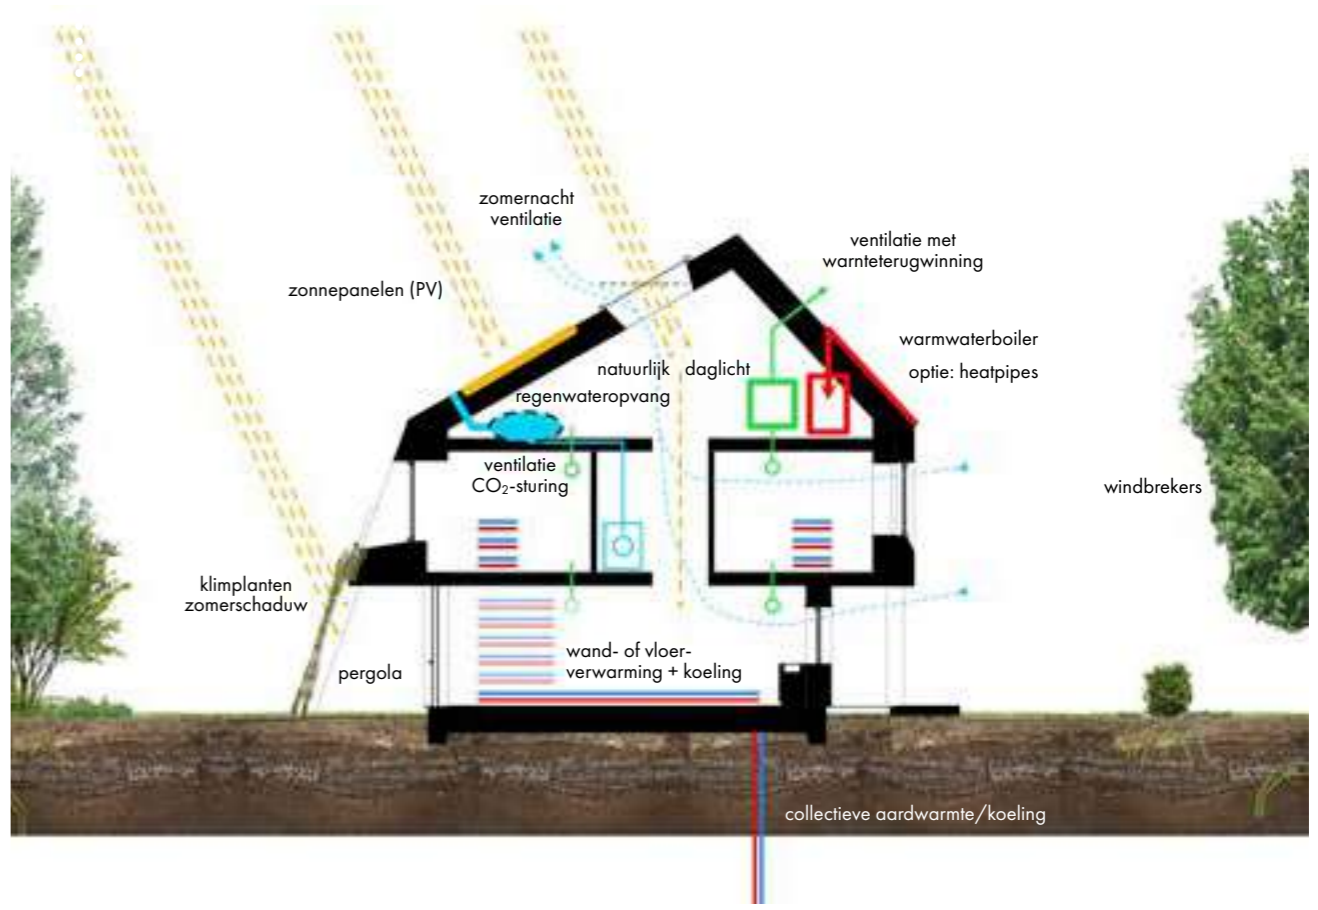 zomernacht
ventilatie
ventilatie met
warnteterugwinning
zonnepanelen (PV)
warmwaterboiler
optie: heatpipes
natuurlijk daglicht
regenwateropvang
ventilatie
CO₂-sturing
windbrekers
klimplanten
zomerschaduw
wand- of vloer-
verwarming + koeling
pergola
collectieve aardwarmte/koeling